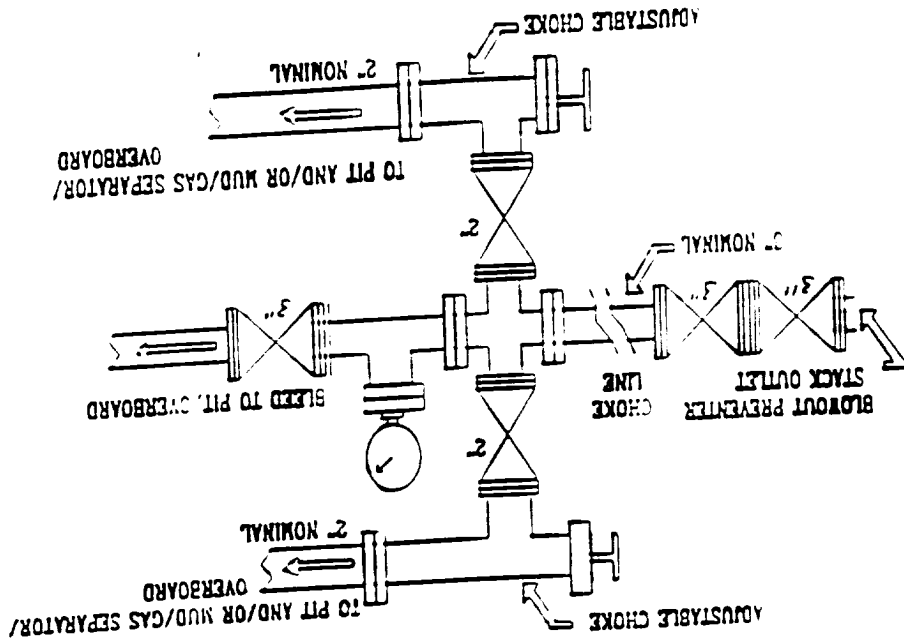 ADJUSTABLE CHOKE
TO PIT AND/OR MUD/GAS SEPARATOR/
OVERBOARD
2" NOMINAL
2"
BLOWOUT PREVENTER
STACK OUTLET
CHOKE
LINE
BLEED TO PIT, OVERBOARD
3"
3"
3"
3" NOMINAL
2"
TO PIT AND/OR MUD/GAS SEPARATOR/
OVERBOARD
2" NOMINAL
ADJUSTABLE CHOKE